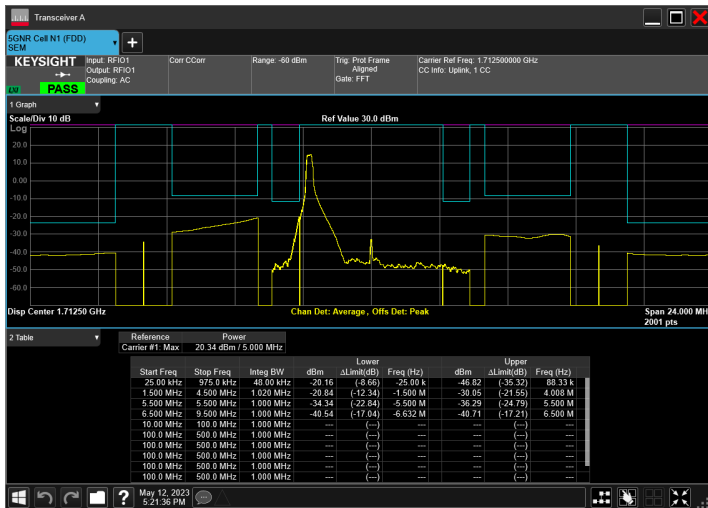 Transceiver A
5GNR Cell N1 (FDD)
SEM
KEYSIGHT
PASS
Input: RFIO1
Output: RFIO1
Coupling: AC
Corr CCorr
Range: -60 dBm
Trig: Prot Frame
Aligned
Gate: FFT
Carrier Ref Freq: 1.712500000 GHz
CC Info: Uplink, 1 CC
1 Graph
Scale/Div 10 dB
Ref Value 30.0 dBm
Log
20.0
10.0
0.00
-10.0
-20.0
-30.0
-40.0
-50.0
-60.0
Disp Center 1.71250 GHz
Chan Det: Average, Offs Det: Peak
Span 24.000 MH
2001 pts
2 Table
Reference Power
Carrier #1: Max 20.34 dBm / 5.000 MHz
Lower Upper
Start Freq Stop Freq Integ BW dBm ΔLimit(dB) Freq (Hz) dBm ΔLimit(dB) Freq (Hz)
25.00 kHz 975.0 kHz 48.00 kHz -20.16 (-8.66) -25.00 k -46.82 (-35.32) 88.33 k
1.500 MHz 4.500 MHz 1.020 MHz -20.84 (-12.34) -1.500 M -30.05 (-21.55) 4.008 M
5.500 MHz 5.500 MHz 1.000 MHz -34.34 (-22.84) -5.500 M -36.29 (-24.79) 5.500 M
6.500 MHz 9.500 MHz 1.000 MHz -40.54 (-17.04) -6.632 M -40.71 (-17.21) 6.500 M
10.00 MHz 100.0 MHz 1.000 MHz --- (---) --- --- (---) ---
100.0 MHz 500.0 MHz 1.000 MHz --- (---) --- --- (---) ---
100.0 MHz 500.0 MHz 1.000 MHz --- (---) --- --- (---) ---
100.0 MHz 500.0 MHz 1.000 MHz --- (---) --- --- (---) ---
100.0 MHz 500.0 MHz 1.000 MHz --- (---) --- --- (---) ---
100.0 MHz 500.0 MHz 1.000 MHz --- (---) --- --- (---) ---
May 12, 2023
5:21:36 PM